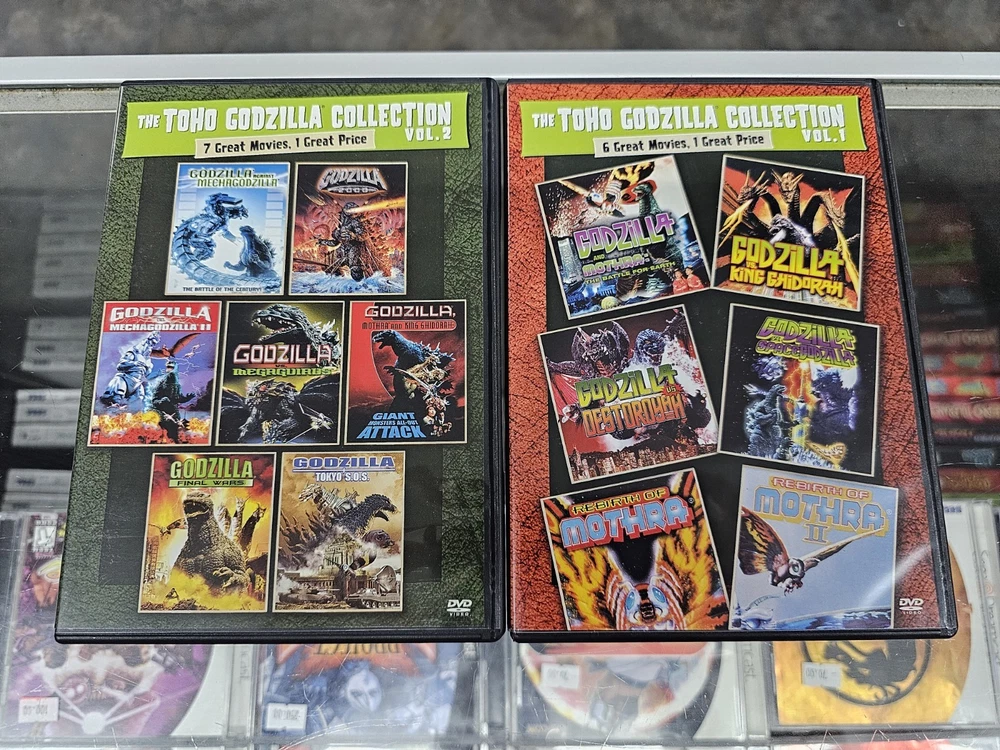 THE TOHO GODZILLA® COLLECTION
VOL.2
7 Great Movies, 1 Great Price
GODZILLA AGAINST
MECHAGODZILLA
THE BATTLE OF THE CENTURY!
GODZILLA
2000
GODZILLA
VS.
MECHAGODZILLA II
GODZILLA
VS.
MEGAGUIRUS
GODZILLA,
MOTHRA AND KING GHIDORAH
GIANT
MONSTERS ALL-OUT
ATTACK
GODZILLA
FINAL WARS
GODZILLA
TOKYO S.O.S.
DVD
VIDEO
THE TOHO GODZILLA® COLLECTION
VOL.1
6 Great Movies, 1 Great Price
GODZILLA
AND
MOTHRA:
THE BATTLE FOR EARTH
GODZILLA
VS.
KING GHIDORAH
GODZILLA
VS.
DESTOROYAH
GODZILLA
VS.
SPACEGODZILLA
REBIRTH OF
MOTHRA
REBIRTH OF
MOTHRA
II
DVD
VIDEO